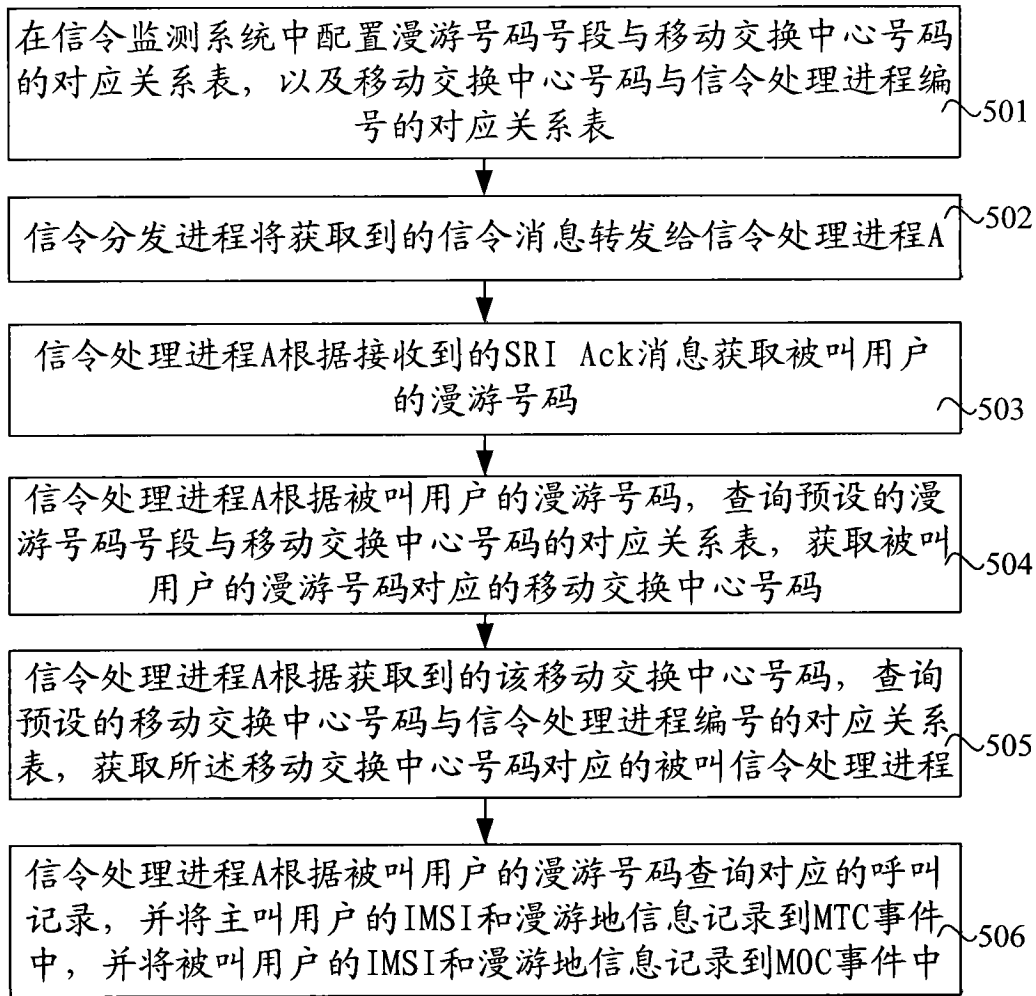 在信令监测系统中配置漫游号码号段与移动交换中心号码
的对应关系表，以及移动交换中心号码与信令处理进程编
号的对应关系表
501
信令分发进程将获取到的信令消息转发给信令处理进程A
502
信令处理进程A根据接收到的SRI Ack消息获取被叫用户
的漫游号码
503
信令处理进程A根据被叫用户的漫游号码，查询预设的漫
游号码号段与移动交换中心号码的对应关系表，获取被叫
用户的漫游号码对应的移动交换中心号码
504
信令处理进程A根据获取到的该移动交换中心号码，查询
预设的移动交换中心号码与信令处理进程编号的对应关系
表，获取所述移动交换中心号码对应的被叫信令处理进程
505
信令处理进程A根据被叫用户的漫游号码查询对应的呼叫
记录，并将主叫用户的IMSI和漫游地信息记录到MTC事件
中，并将被叫用户的IMSI和漫游地信息记录到MOC事件中
506